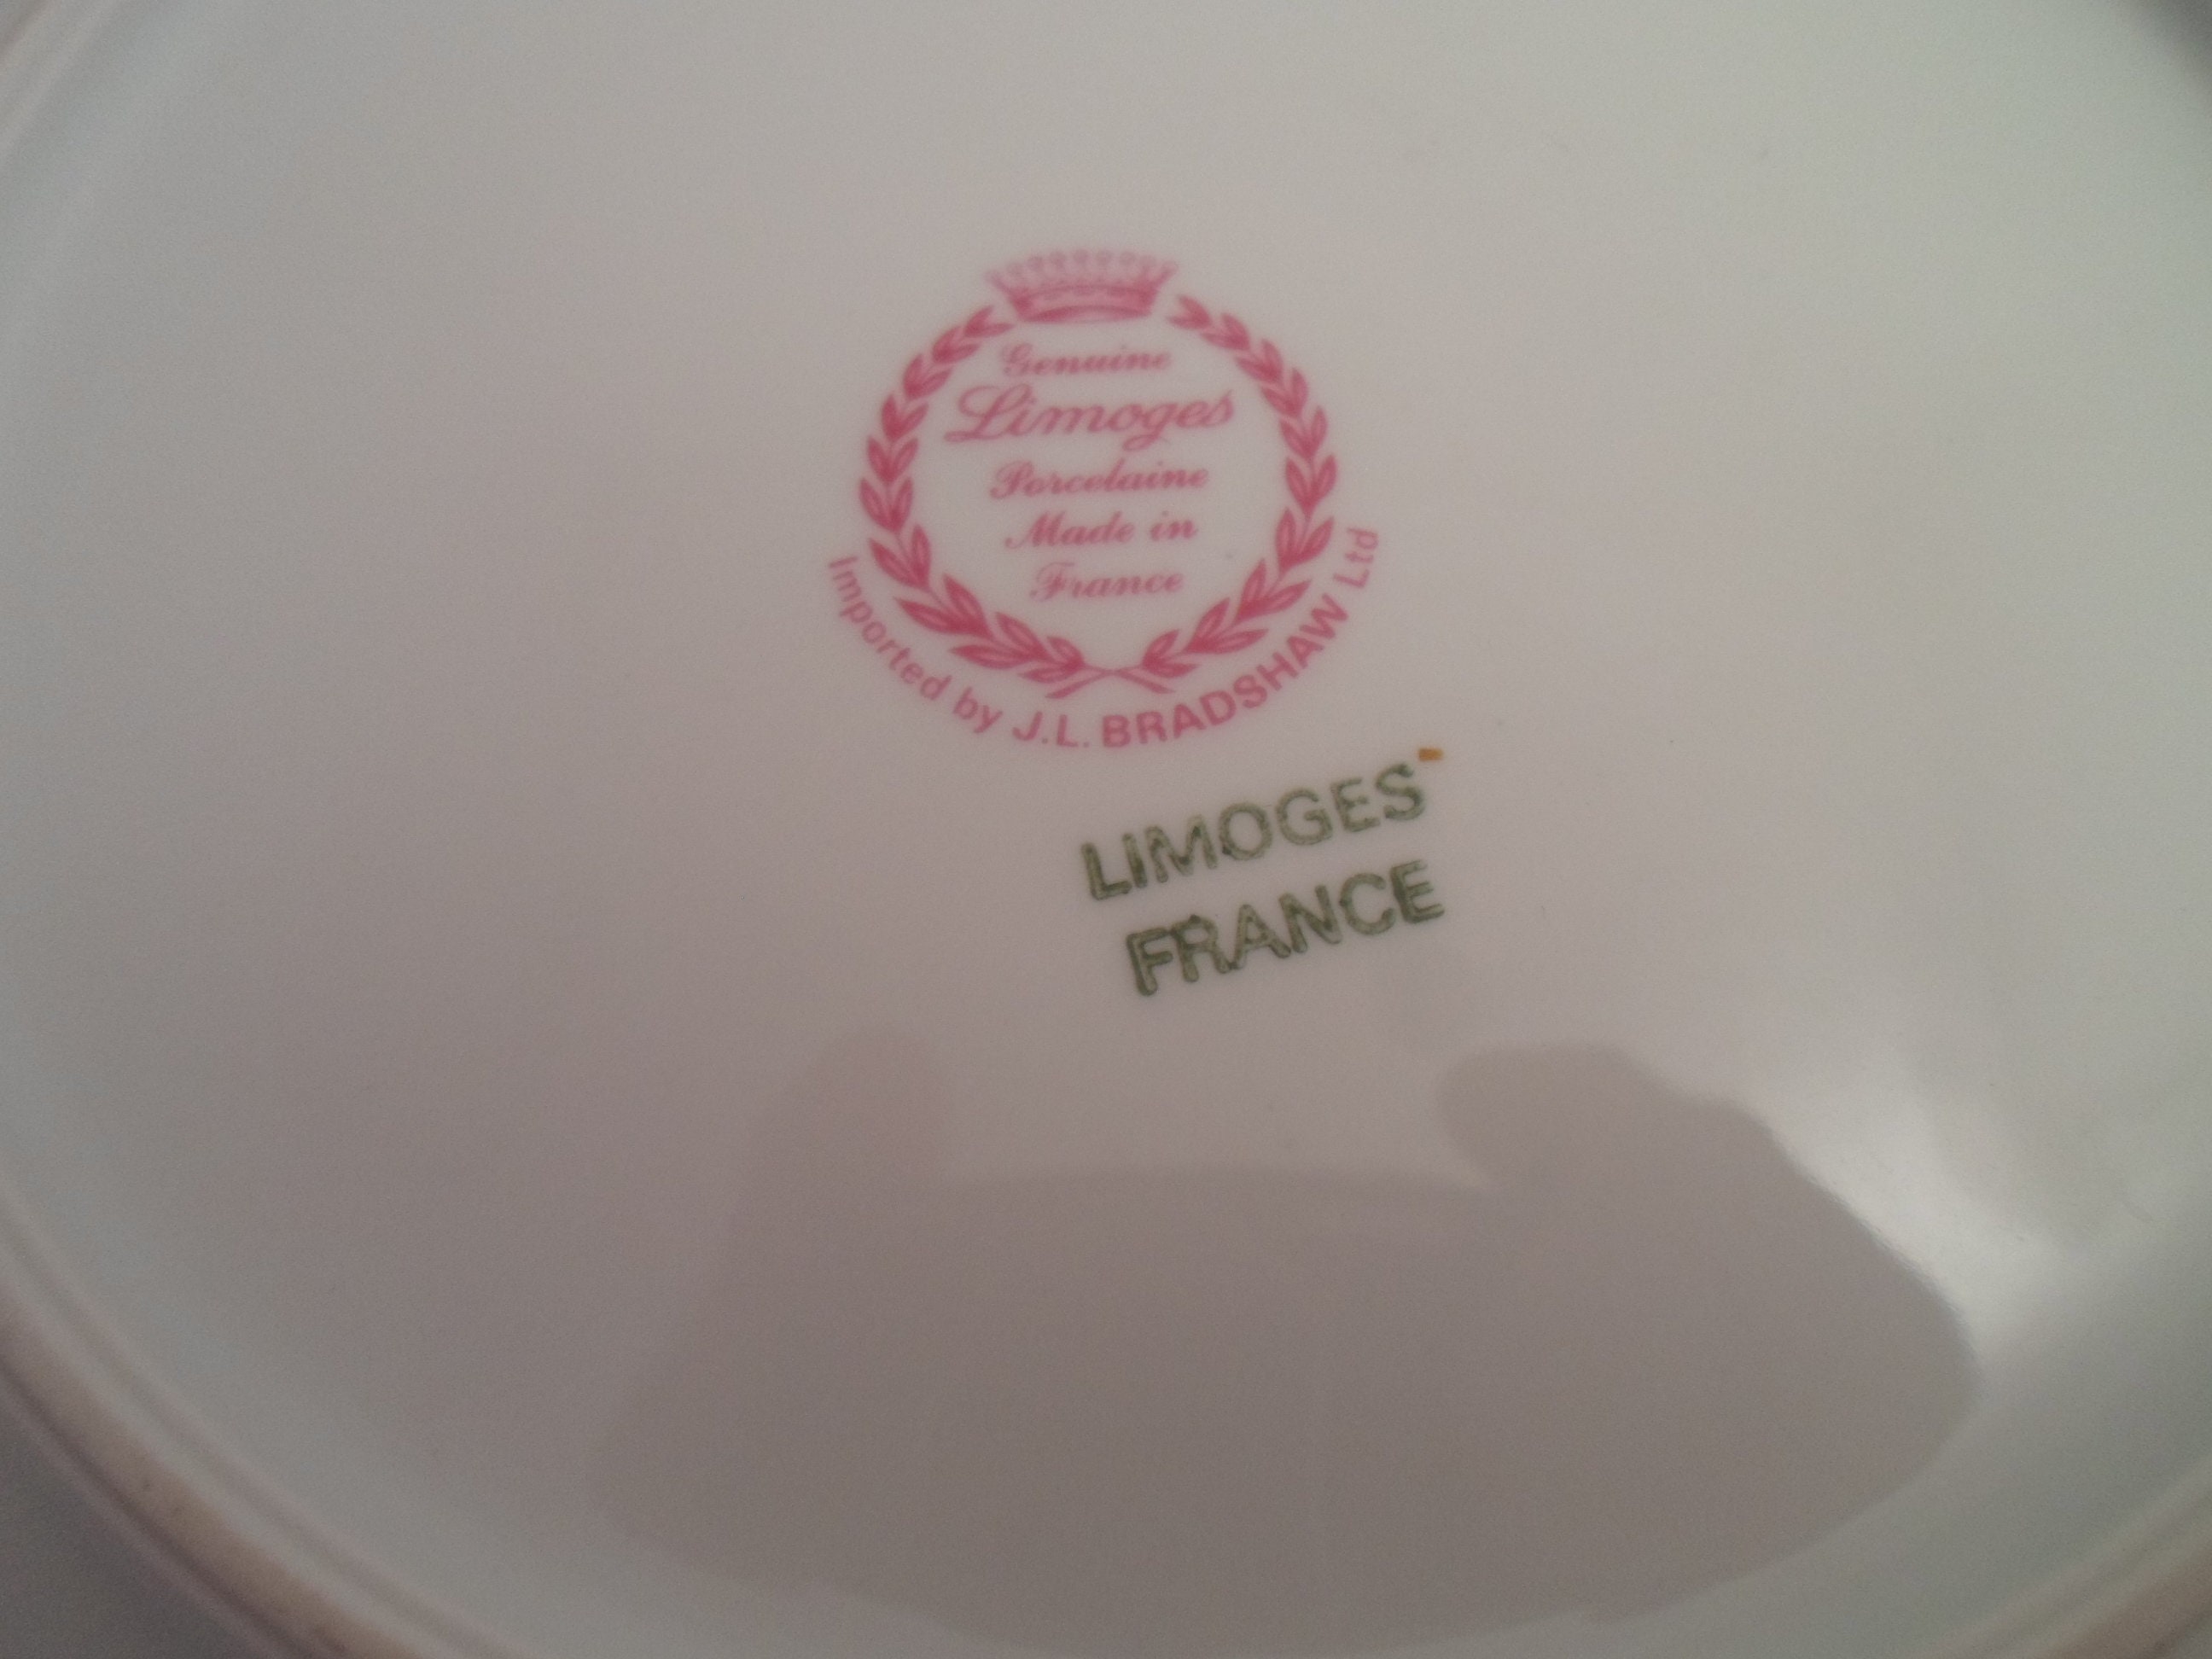 Genuine
Limoges
Porcelaine
Made in
France
Imported by J.L. BRADSHAW Ltd
LIMOGES
FRANCE